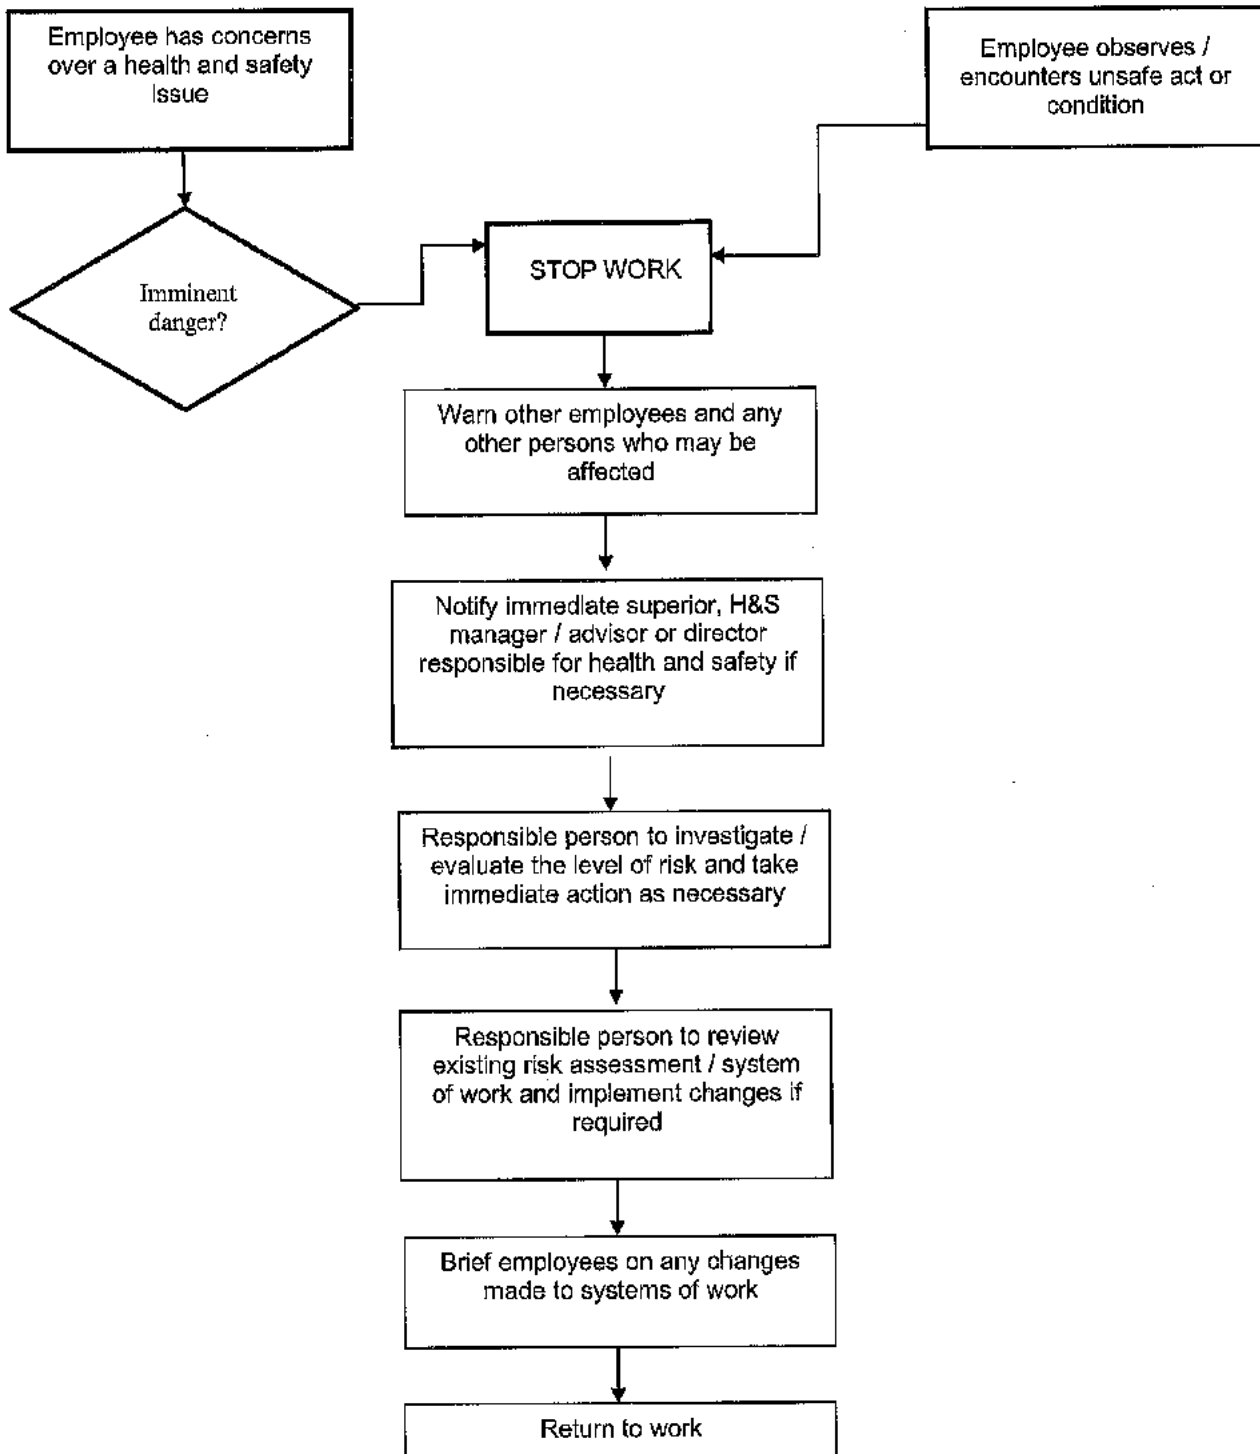 Employee has concerns
over a health and safety
Issue
Employee observes /
encounters unsafe act or
condition
Imminent
danger?
STOP WORK
Warn other employees and any
other persons who may be
affected
Notify immediate superior, H&S
manager / advisor or director
responsible for health and safety if
necessary
Responsible person to investigate /
evaluate the level of risk and take
immediate action as necessary
Responsible person to review
existing risk assessment / system
of work and implement changes if
required
Brief employees on any changes
made to systems of work
Return to work